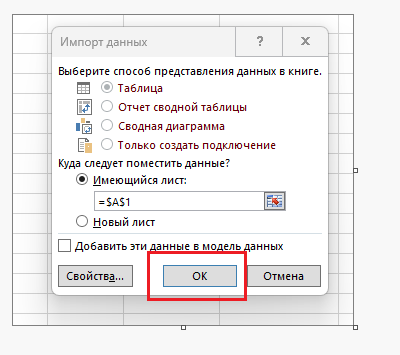 Импорт данных
Выберите способ представления данных в книге.
Таблица
Отчет сводной таблицы
Сводная диаграмма
Только создать подключение
Куда следует поместить данные?
Имеющийся лист:
=$A$1
Новый лист
Добавить эти данные в модель данных
Свойства... ОК Отмена